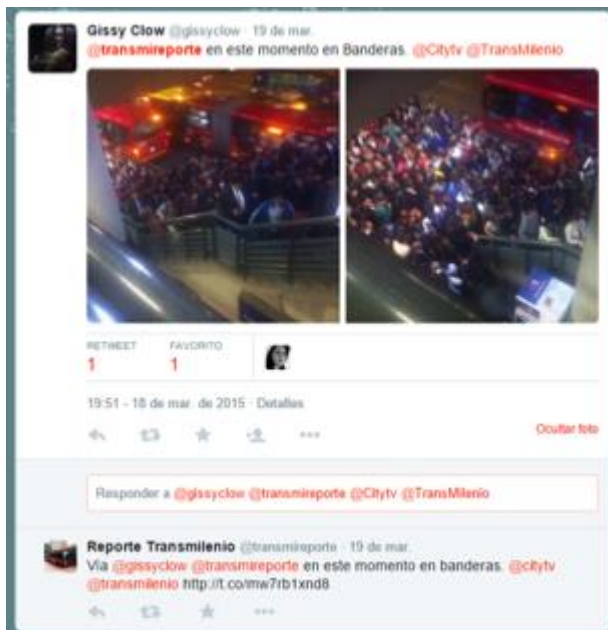 Gissy Clow @gissyclow · 19 de mar.
@transmireporte en este momento en Banderas. @Citytv @TransMilenio
RETWEET FAVORITO
1 1
19:51 - 18 de mar. de 2015 · Detalles
Ocultar foto
Responder a @gissyclow @transmireporte @Citytv @TransMilenio
Reporte Transmilenio @transmireporte · 19 de mar.
Vía @gissyclow @transmireporte en este momento en banderas. @citytv
@transmilenio http://t.co/mw7rb1xnd8